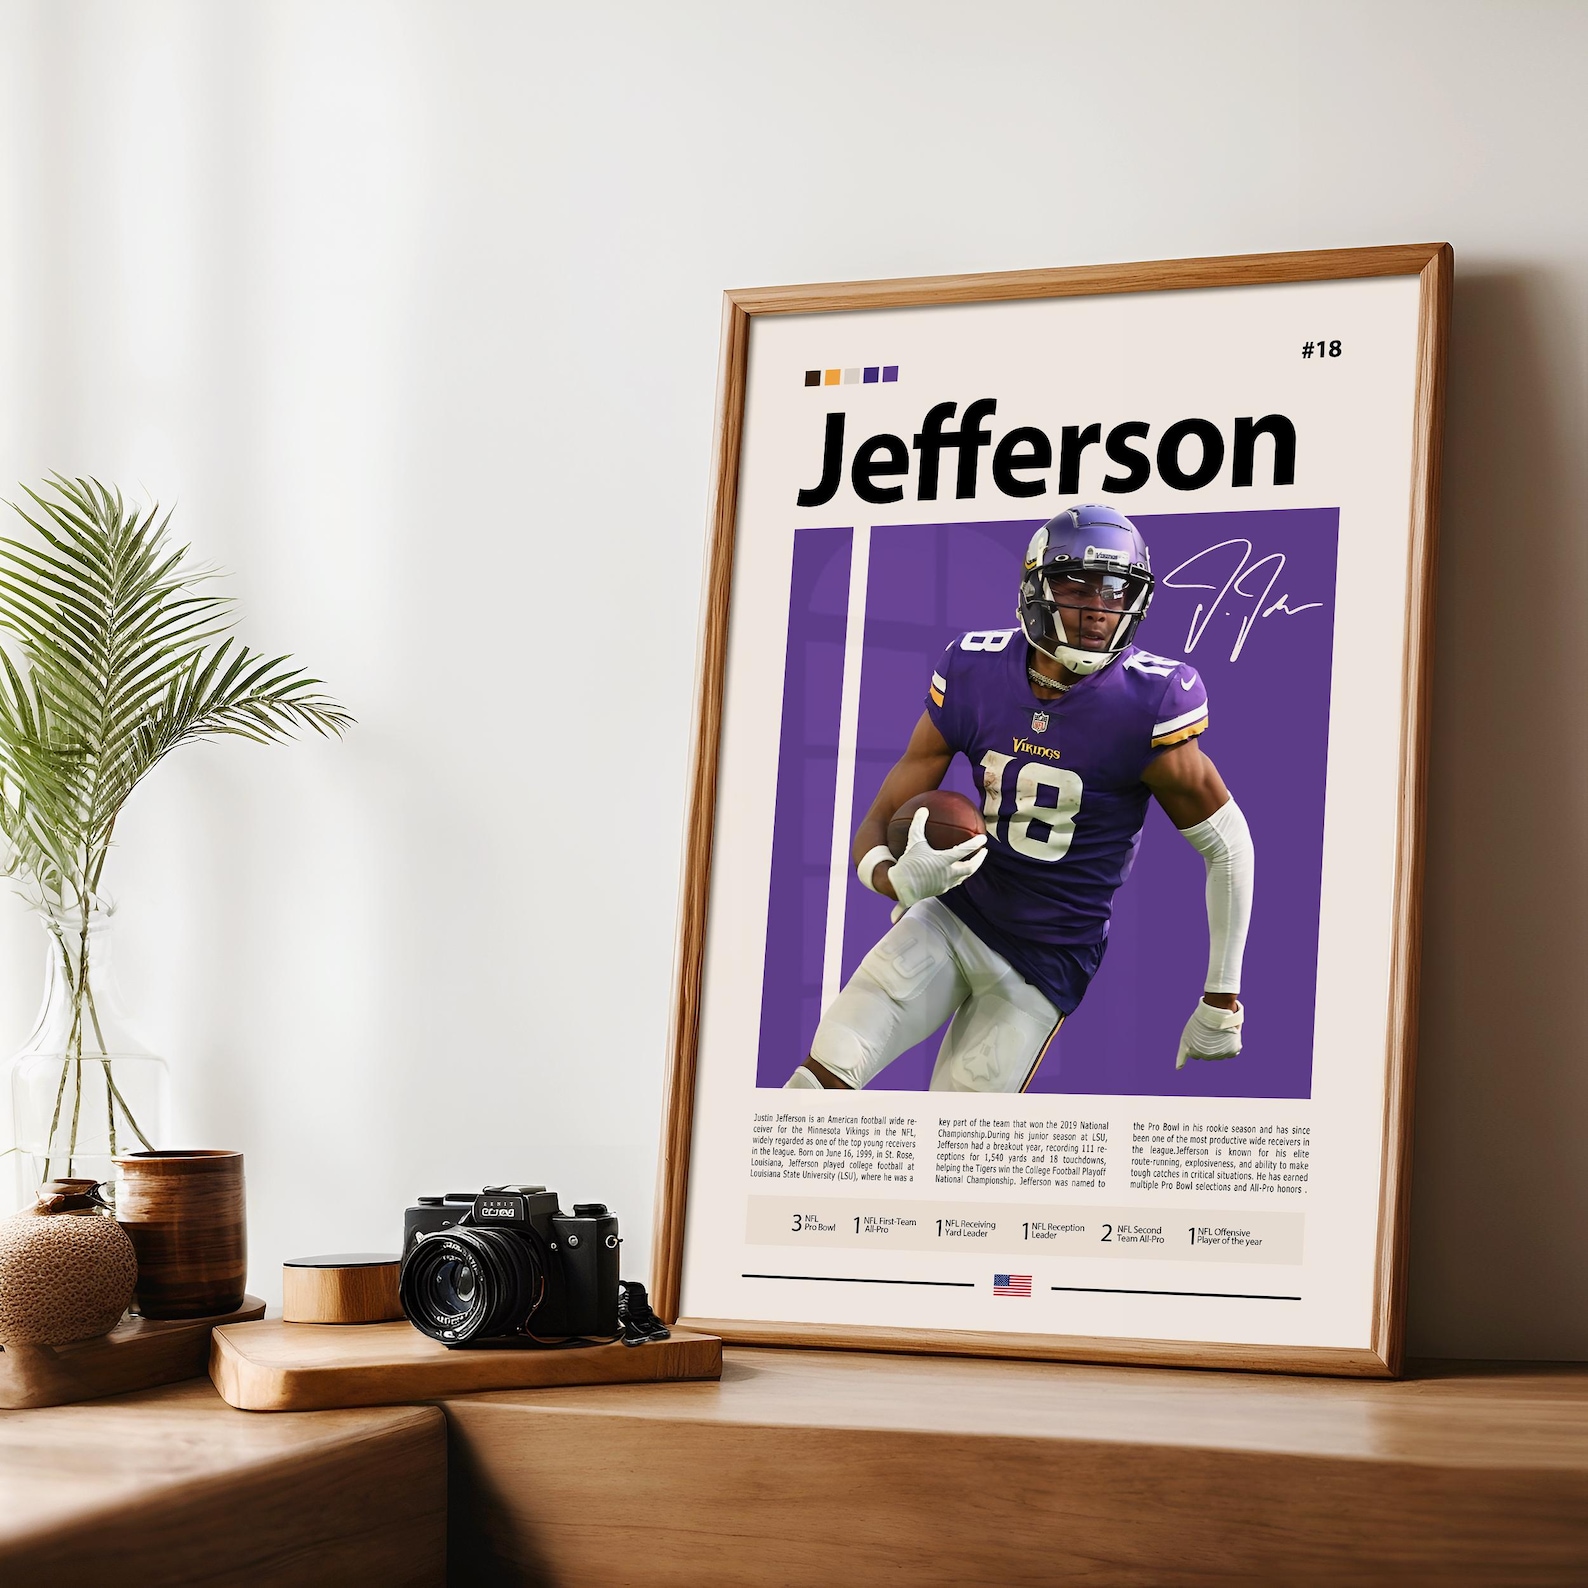 #18
Jefferson
Vikings
18
18
NFL
VIKINGS
18
Justin Jefferson is an American football wide re-
ceiver for the Minnesota Vikings in the NFL,
widely regarded as one of the top young receivers
in the league. Born on June 16, 1999, in St. Rose,
Louisiana, Jefferson played college football at
Louisiana State University (LSU), where he was a
key part of the team that won the 2019 National
Championship.During his junior season at LSU,
Jefferson had a breakout year, recording 111 re-
ceptions for 1,540 yards and 18 touchdowns,
helping the Tigers win the College Football Playoff
National Championship. Jefferson was named to
the Pro Bowl in his rookie season and has since
been one of the most productive wide receivers in
the league.Jefferson is known for his elite
route-running, explosiveness, and ability to make
tough catches in critical situations. He has earned
multiple Pro Bowl selections and All-Pro honors .
3 NFL
Pro Bowl
1 NFL First-Team
All-Pro
1 NFL Receiving
Yard Leader
1 NFL Reception
Leader
2 NFL Second
Team All-Pro
1 NFL Offensive
Player of the year
ZENIT